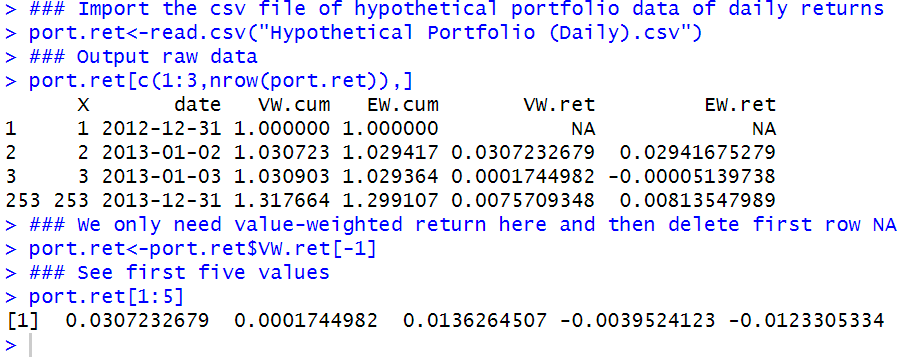 > ### Import the csv file of hypothetical portfolio data of daily returns
> port.ret<-read.csv("Hypothetical Portfolio (Daily).csv")
> ### Output raw data
> port.ret[c(1:3,nrow(port.ret)),]
      X       date   VW.cum   EW.cum       VW.ret         EW.ret
1     1 2012-12-31 1.000000 1.000000           NA             NA
2     2 2013-01-02 1.030723 1.029417 0.0307232679  0.02941675279
3     3 2013-01-03 1.030903 1.029364 0.0001744982 -0.00005139738
253 253 2013-12-31 1.317664 1.299107 0.0075709348  0.00813547989
> ### We only need value-weighted return here and then delete first row NA
> port.ret<-port.ret$VW.ret[-1]
> ### See first five values
> port.ret[1:5]
[1]  0.0307232679  0.0001744982  0.0136264507 -0.0039524123 -0.0123305334
>